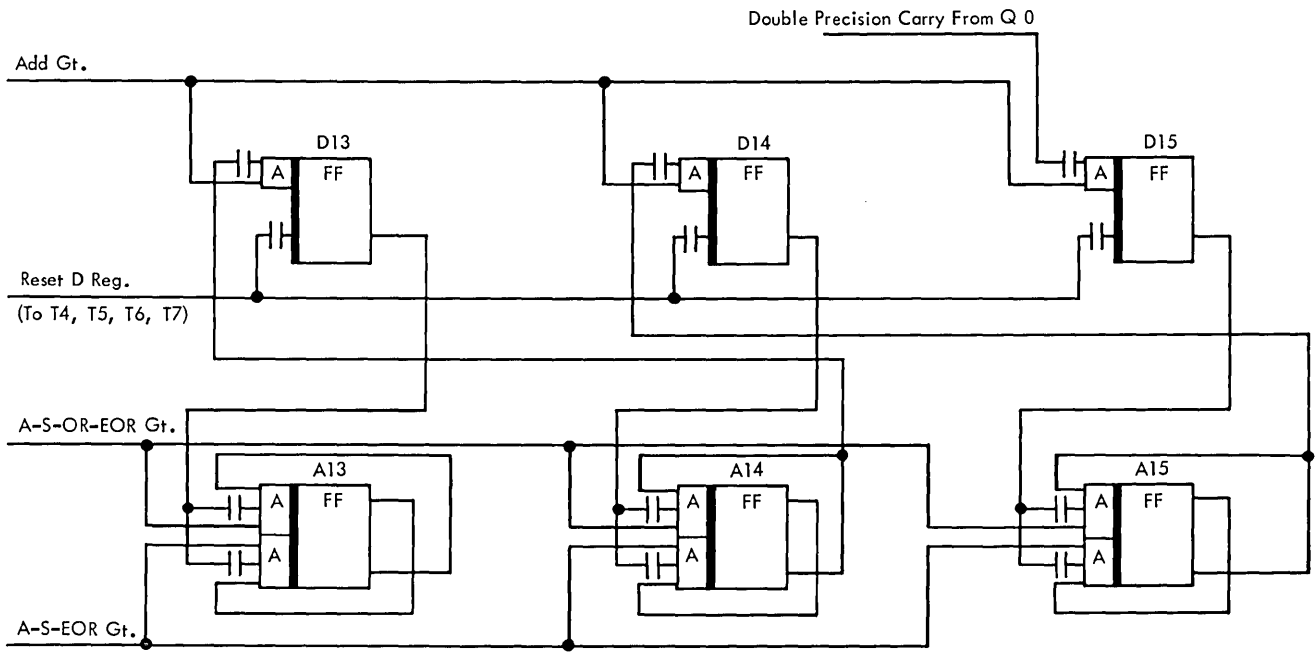 Double Precision Carry From Q 0
Add Gt.
D13
D14
D15
A FF
A FF
A FF
Reset D Reg.
(To T4, T5, T6, T7)
A-S-OR-EOR Gt.
A13
A14
A15
A FF
A FF
A FF
A
A
A
A-S-EOR Gt.